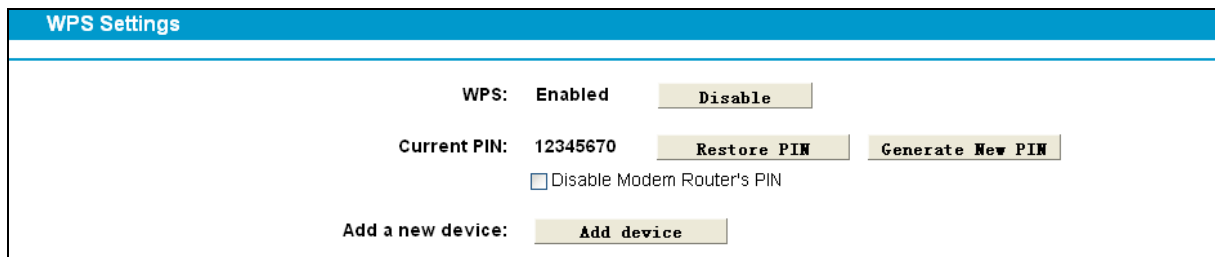 WPS Settings
WPS: Enabled Disable
Current PIN: 12345670 Restore PIN Generate New PIN
Disable Modem Router's PIN
Add a new device: Add device